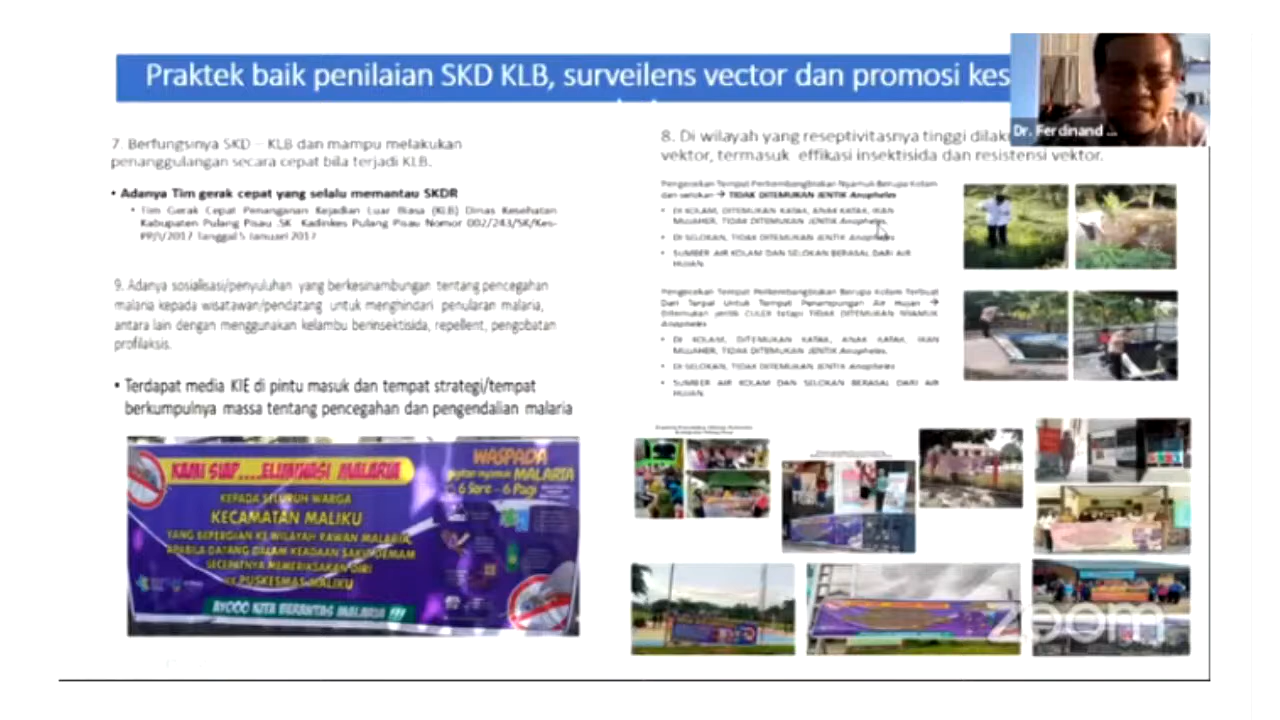 Praktek baik penilaian SKD KLB, surveilens vector dan promosi kes
Dr. Ferdinand ...
7. Berfungsinya SKD – KLB dan mampu melakukan
penanggulangan secara cepat bila terjadi KLB.
• Adanya Tim gerak cepat yang selalu memantau SKDR
• Tim Gerak Cepat Penanganan Kejadian Luar Biasa (KLB) Dinas Kesehatan
Kabupaten Pulang Pisau .SK Kadinkes Pulang Pisau Nomor 002/243/SK/Kes-
PP/I/2017 Tanggal 5 Januari 2017
9. Adanya sosialisasi/penyuluhan yang berkesinambungan tentang pencegahan
malaria kepada wisatawan/pendatang untuk menghindari penularan malaria,
antara lain dengan menggunakan kelambu berinsektisida, repellent, pengobatan
profilaksis.
• Terdapat media KIE di pintu masuk dan tempat strategi/tempat
berkumpulnya massa tentang pencegahan dan pengendalian malaria
KAMI SIAP....ELIMINASI MALARIA
KEPADA SELURUH WARGA
KECAMATAN MALIKU
YANG BEPERGIAN KE WILAYAH RAWAN MALARIA,
APABILA DATANG DALAM KEADAAN SAKIT DEMAM
SECEPATNYA MEMERIKSAKAN DIRI
KE PUSKESMAS MALIKU
AYOOO KITA BERANTAS MALARIA !!!
WASPADA
gigitan nyamuk MALARIA
6 Sore - 6 Pagi
8. Di wilayah yang reseptivitasnya tinggi
vektor, termasuk effikasi insektisida dan resistensi vektor.
Pengecekan Tempat Perkembangbiakan Nyamuk Berupa Kolam
dan selokan → TIDAK DITEMUKAN JENTIK Anopheles
• DI KOLAM, DITEMUKAN KATAK, ANAK KATAK, IKAN
MUJAHER, TIDAK DITEMUKAN JENTIK Anopheles.
• DI SELOKAN, TIDAK DITEMUKAN JENTIK Anopheles
• SUMBER AIR KOLAM DAN SELOKAN BERASAL DARI AIR
HUJAN.
Pengecekan Tempat Perkembangbiakan Berupa Kolam Terbuat
Dari Terpal Untuk Tempat Penampungan Air Hujan →
Ditemukan jentik CULEX tetapi TIDAK DITEMUKAN NYAMUK
Anopheles
• DI KOLAM, DITEMUKAN KATAK, ANAK KATAK, IKAN
MUJAHER, TIDAK DITEMUKAN JENTIK Anopheles.
• DI SELOKAN, TIDAK DITEMUKAN JENTIK Anopheles
• SUMBER AIR KOLAM DAN SELOKAN BERASAL DARI AIR
HUJAN.
zoom